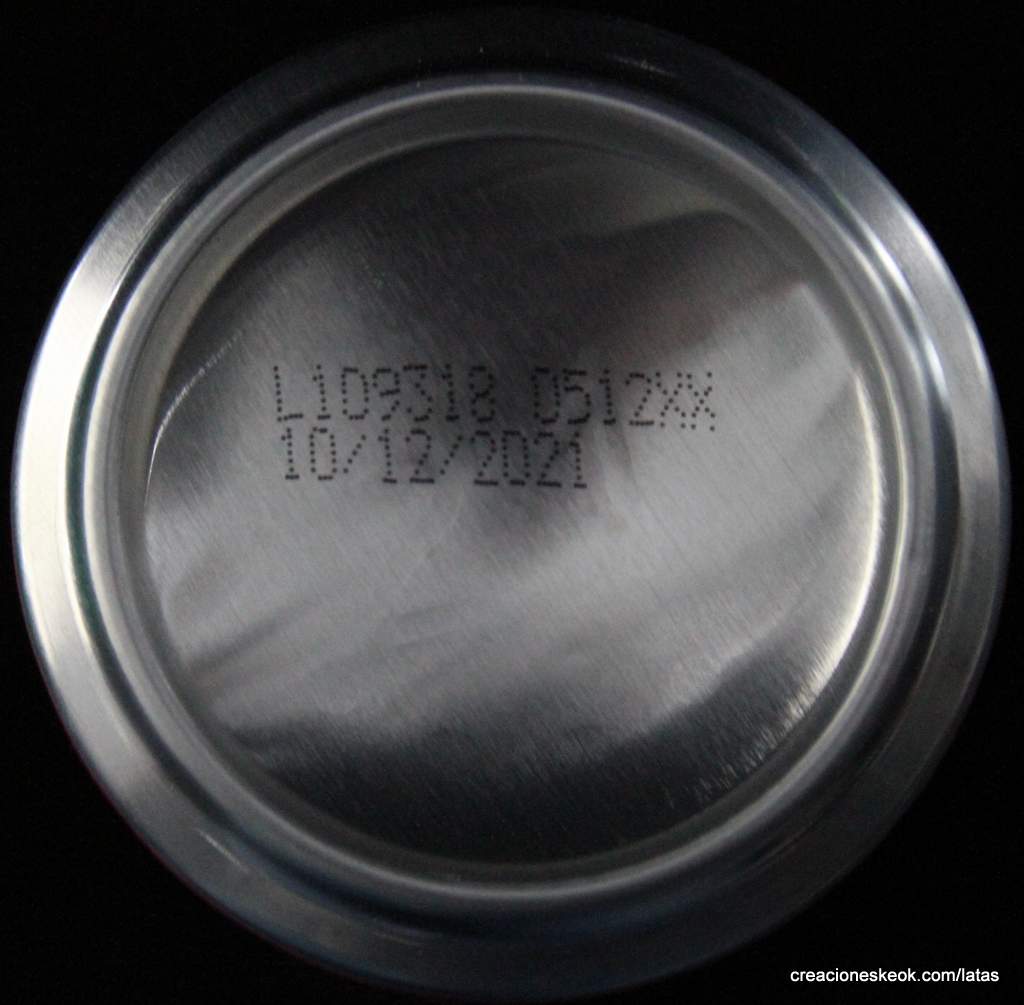 L109318 0512XX
10/12/2021
creacioneskeok.com/latas